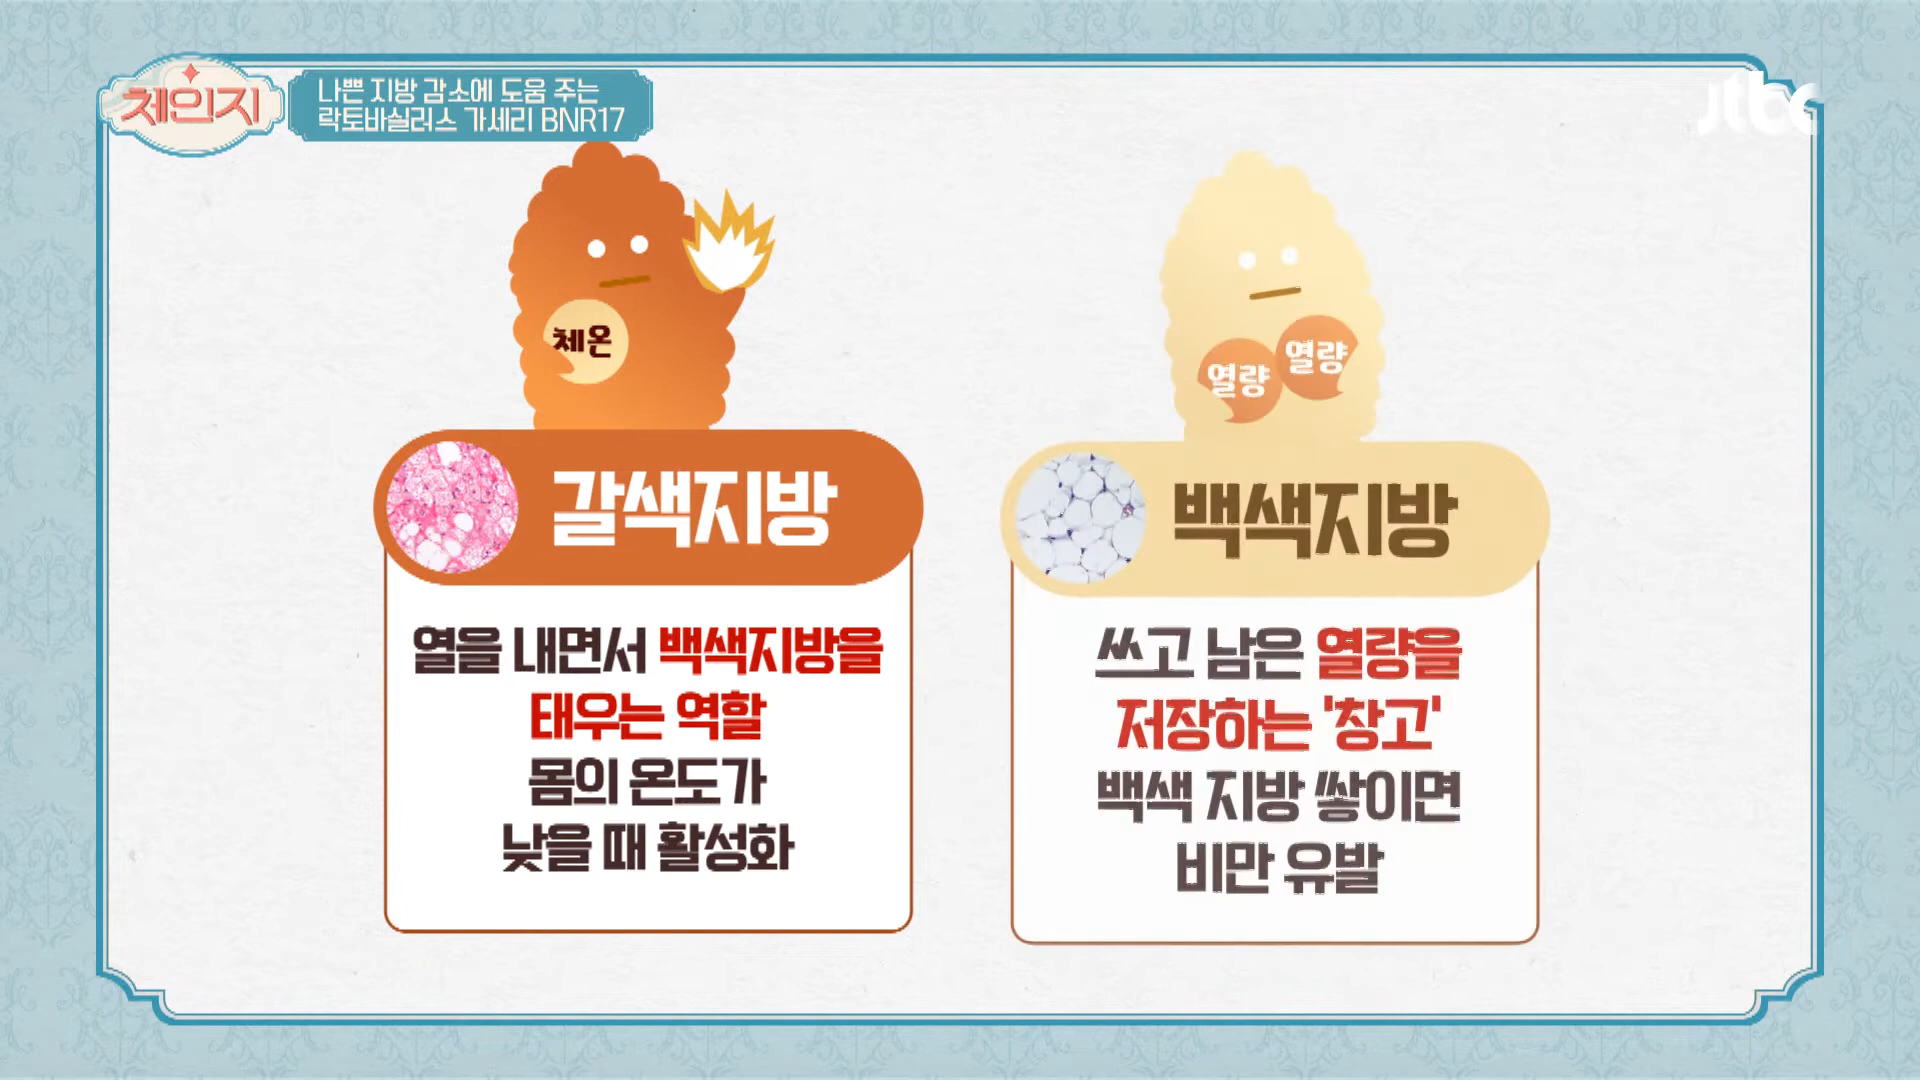 체인지
나쁜 지방 감소에 도움 주는
락토바실러스 가세리 BNR17
jtbc
체온
열량
열량
갈색지방
열을 내면서 백색지방을
태우는 역할
몸의 온도가
낮을 때 활성화
백색지방
쓰고 남은 열량을
저장하는 '창고'
백색 지방 쌓이면
비만 유발